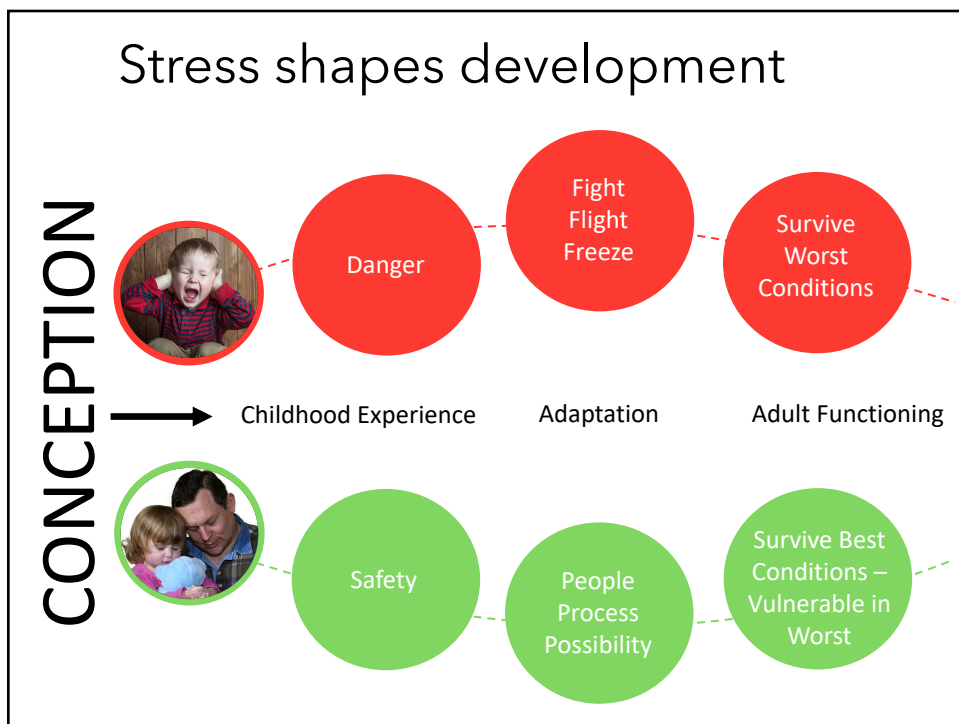 Stress shapes development
CONCEPTION
Danger
Fight
Flight
Freeze
Survive
Worst
Conditions
Childhood Experience
Adaptation
Adult Functioning
Safety
People
Process
Possibility
Survive Best
Conditions –
Vulnerable in
Worst